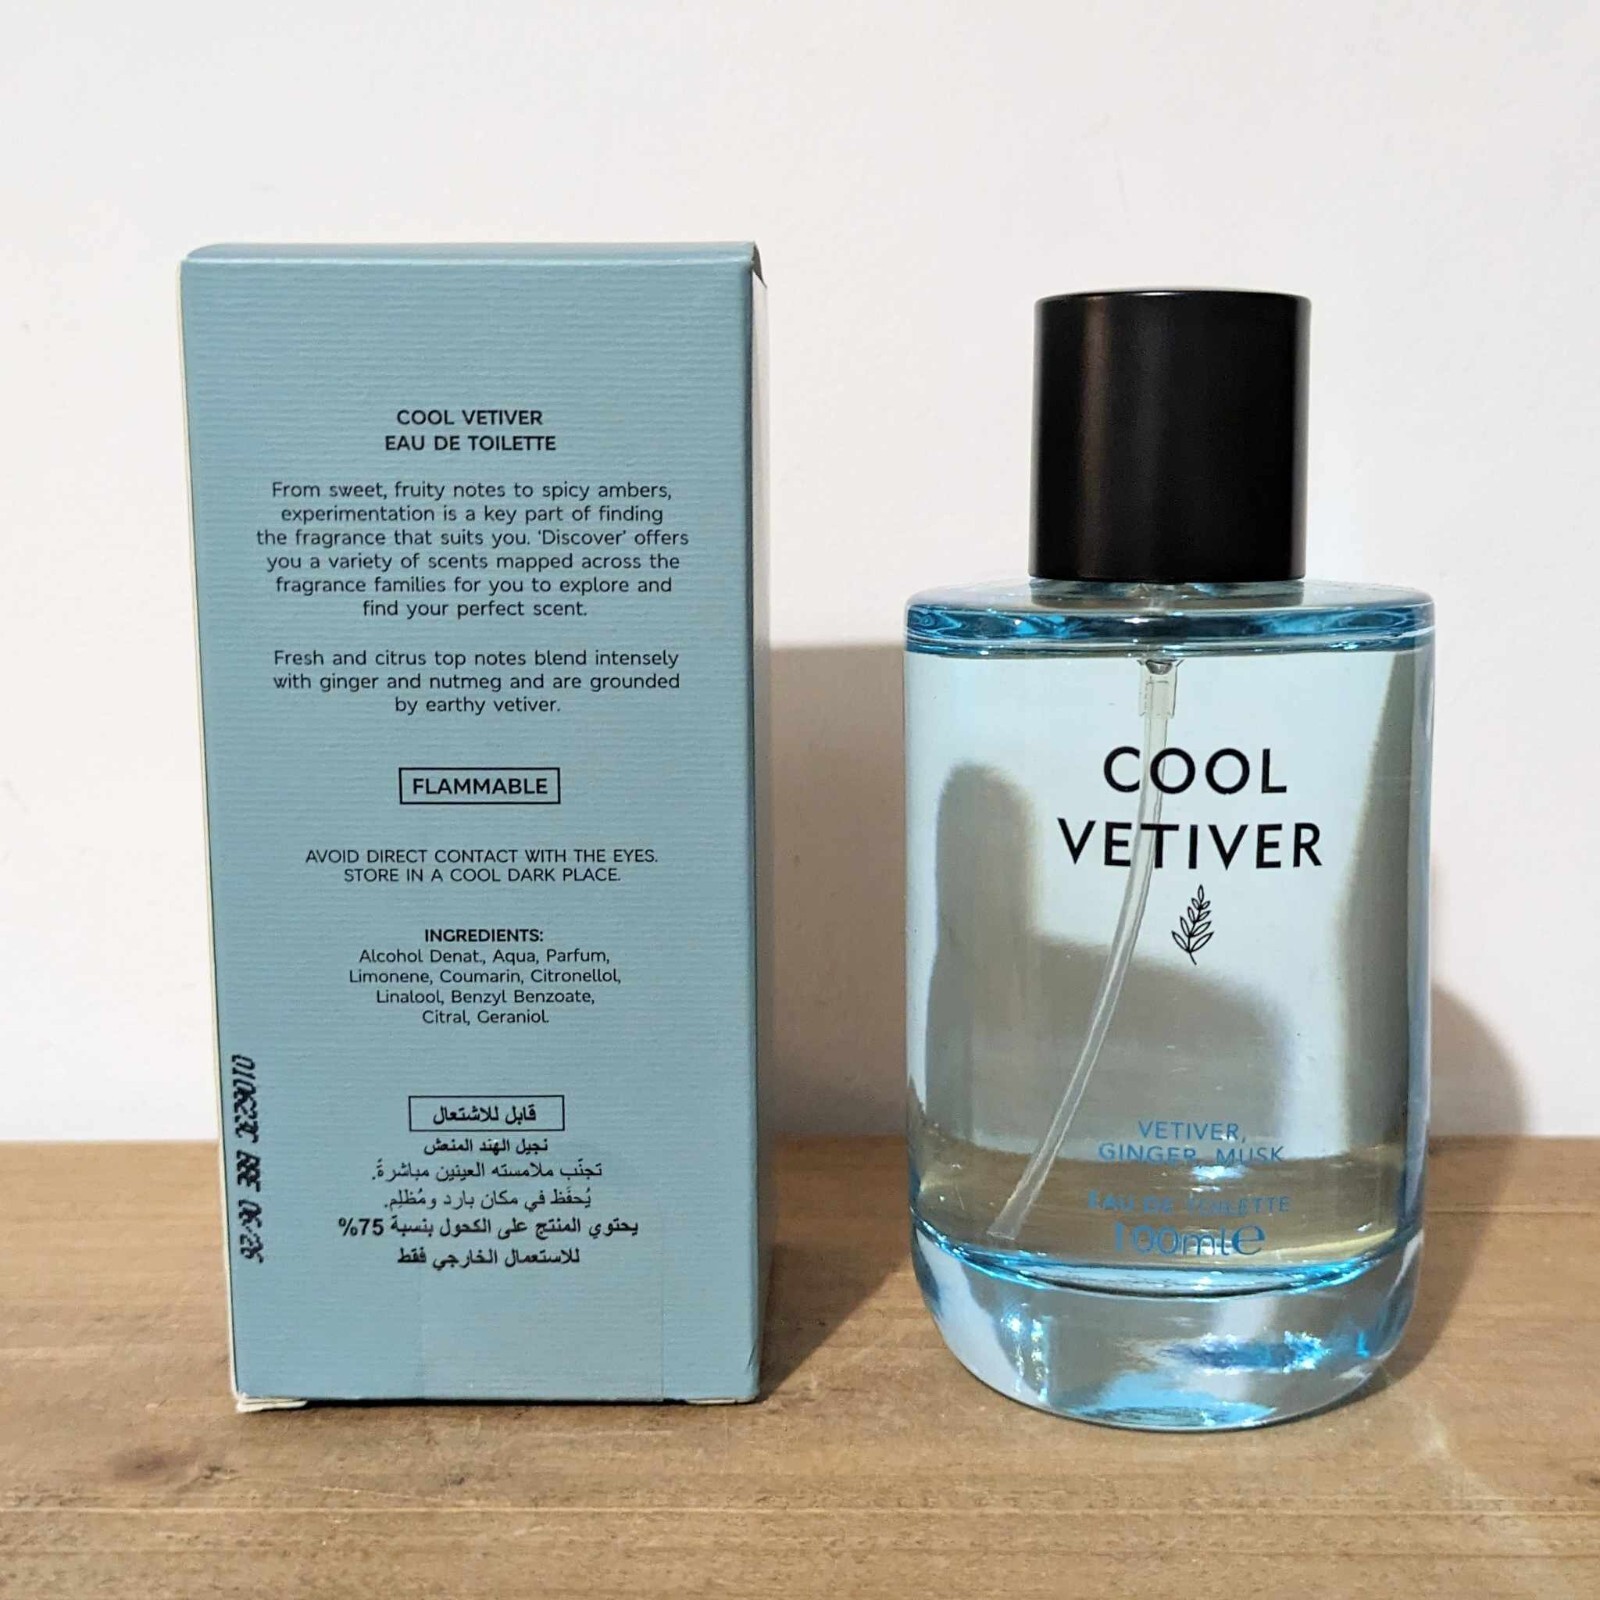 COOL VETIVER
EAU DE TOILETTE
From sweet, fruity notes to spicy ambers,
experimentation is a key part of finding
the fragrance that suits you. ‘Discover’ offers
you a variety of scents mapped across the
fragrance families for you to explore and
find your perfect scent.
Fresh and citrus top notes blend intensely
with ginger and nutmeg and are grounded
by earthy vetiver.
FLAMMABLE
AVOID DIRECT CONTACT WITH THE EYES.
STORE IN A COOL DARK PLACE.
INGREDIENTS:
Alcohol Denat., Aqua, Parfum,
Limonene, Coumarin, Citronellol,
Linalool, Benzyl Benzoate,
Citral, Geraniol.
قابل للاشتعال
نجيل الهند المنعش
تجنّب ملامسته العينين مباشرةً.
يُحفَظ في مكان بارد ومُظلِم.
يحتوي المنتج على الكحول بنسبة 75%
للاستعمال الخارجي فقط
COOL
VETIVER
VETIVER,
GINGER, MUSK
EAU DE TOILETTE
100ml℮